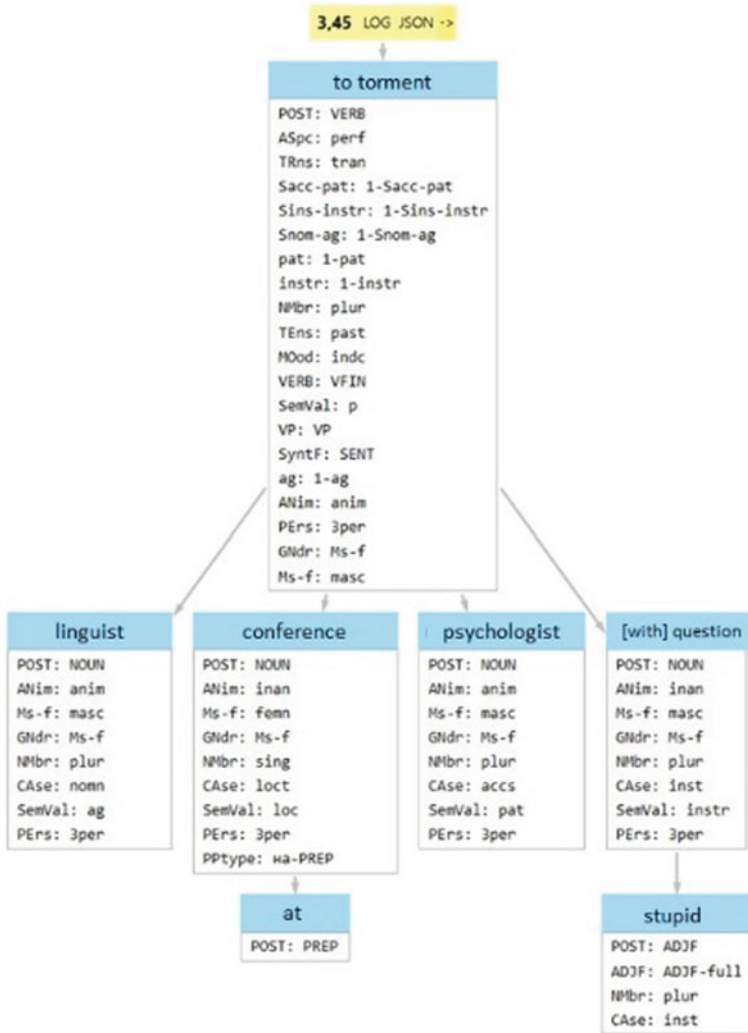 3,45 LOG JSON ->
to torment
POST: VERB
ASpc: perf
TRns: tran
Sacc-pat: 1-Sacc-pat
Sins-instr: 1-Sins-instr
Snom-ag: 1-Snom-ag
pat: 1-pat
instr: 1-instr
NMbr: plur
TEns: past
MOod: indc
VERB: VFIN
SemVal: p
VP: VP
SyntF: SENT
ag: 1-ag
ANim: anim
PErs: 3per
GNdr: Ms-f
Ms-f: masc
linguist
POST: NOUN
ANim: anim
Ms-f: masc
GNdr: Ms-f
NMbr: plur
CAse: nomn
SemVal: ag
PErs: 3per
conference
POST: NOUN
ANim: inan
Ms-f: femn
GNdr: Ms-f
NMbr: sing
CAse: loct
SemVal: loc
PErs: 3per
PPtype: на-PREP
psychologist
POST: NOUN
ANim: anim
Ms-f: masc
GNdr: Ms-f
NMbr: plur
CAse: accs
SemVal: pat
PErs: 3per
[with] question
POST: NOUN
ANim: inan
Ms-f: masc
GNdr: Ms-f
NMbr: plur
CAse: inst
SemVal: instr
PErs: 3per
at
POST: PREP
stupid
POST: ADJF
ADJF: ADJF-full
NMbr: plur
CAse: inst